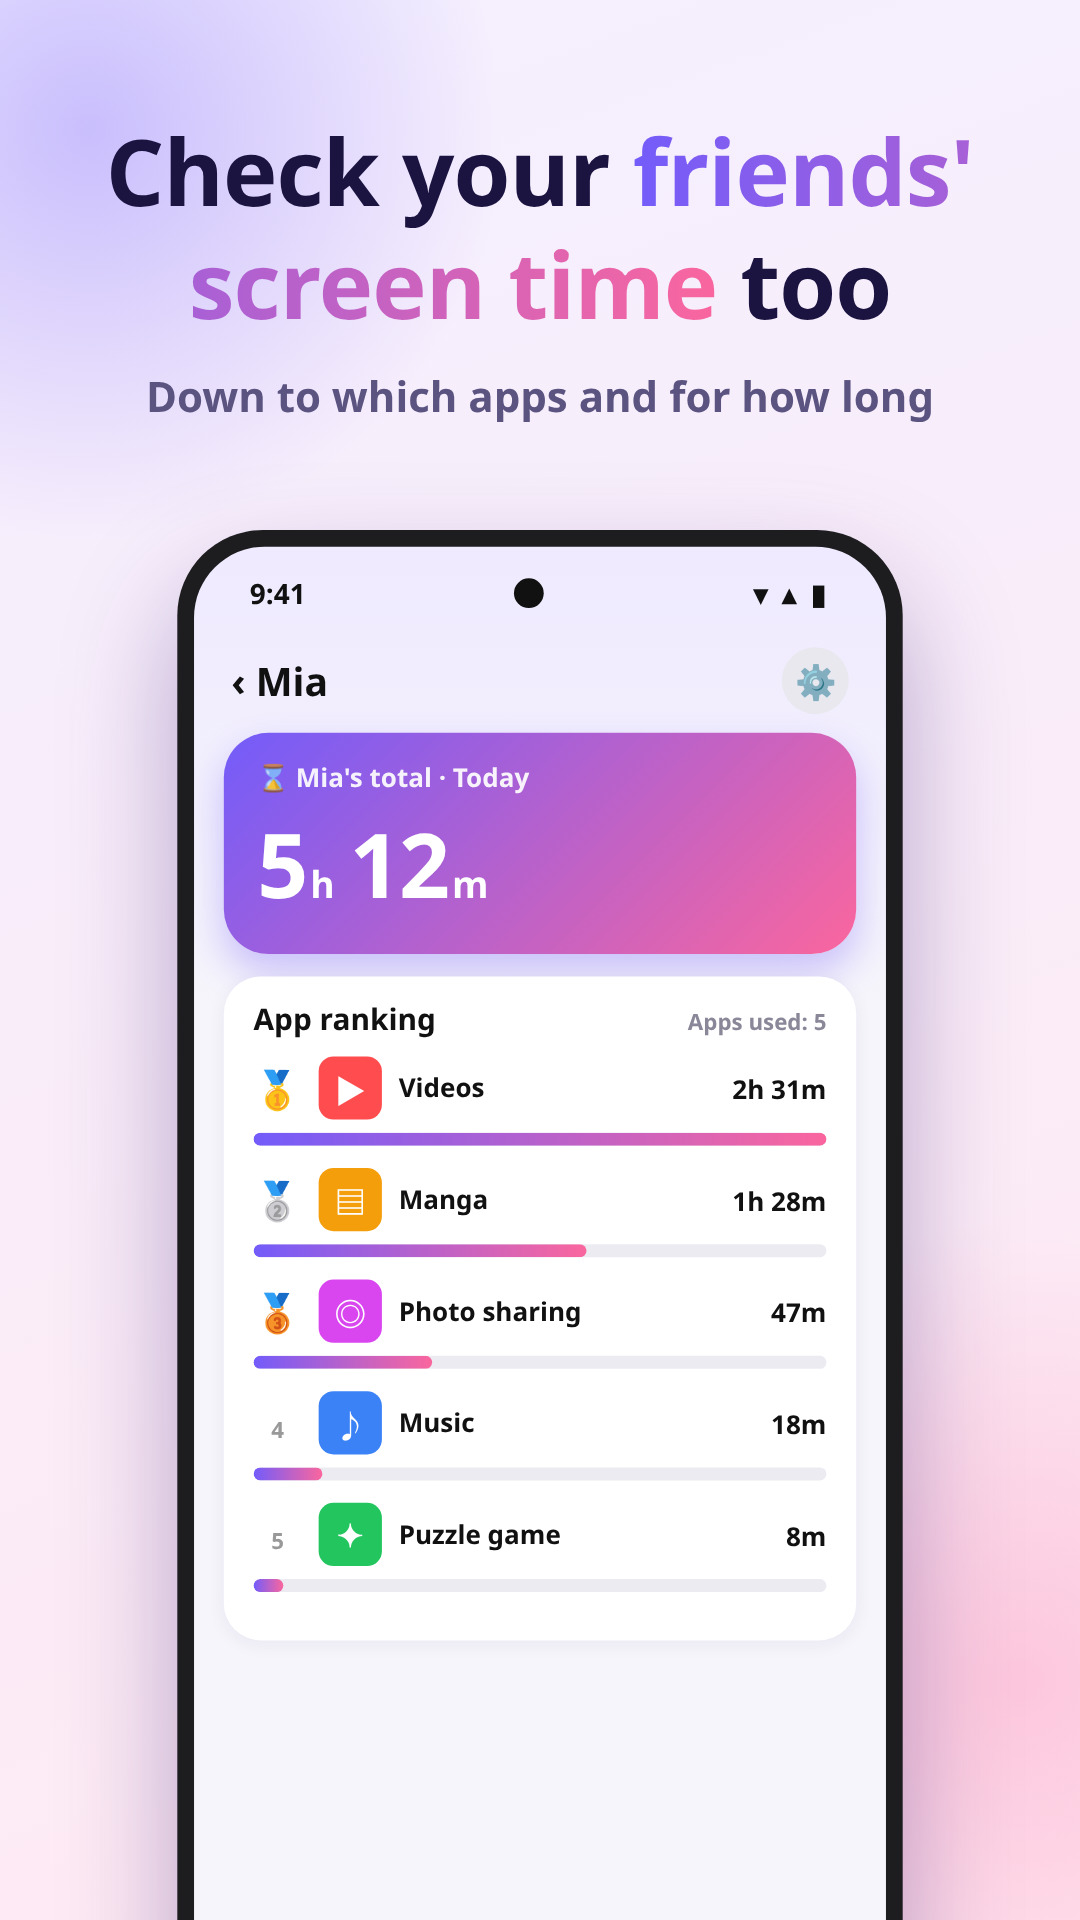 Check your friends'
screen time too
Down to which apps and for how long
9:41
‹ Mia
⌛ Mia's total · Today
5h 12m
App ranking
Apps used: 5
🥇 Videos 2h 31m
🥈 Manga 1h 28m
🥉 Photo sharing 47m
4 Music 18m
5 Puzzle game 8m